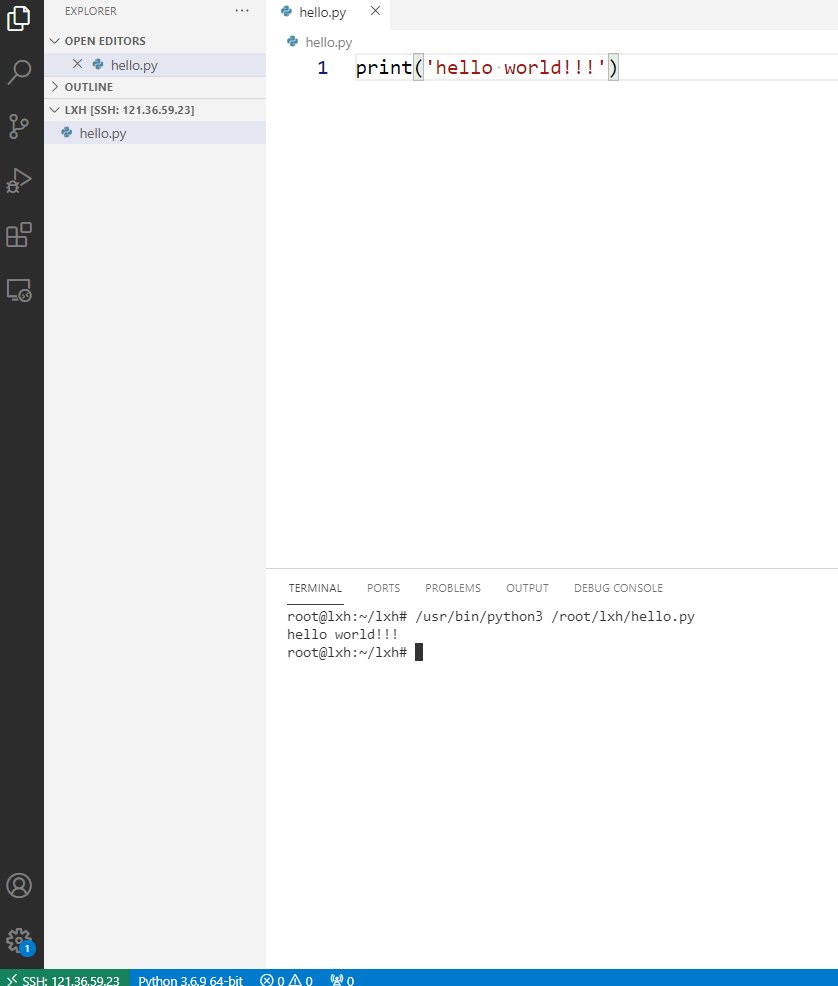 EXPLORER ···
OPEN EDITORS
hello.py
OUTLINE
LXH [SSH: 121.36.59.23]
hello.py
hello.py
hello.py
1 print('hello world!!!')
TERMINAL PORTS PROBLEMS OUTPUT DEBUG CONSOLE
root@lxh:~/lxh# /usr/bin/python3 /root/lxh/hello.py
hello world!!!
root@lxh:~/lxh#
1
SSH: 121.36.59.23 Python 3.6.9 64-bit 0 0 0